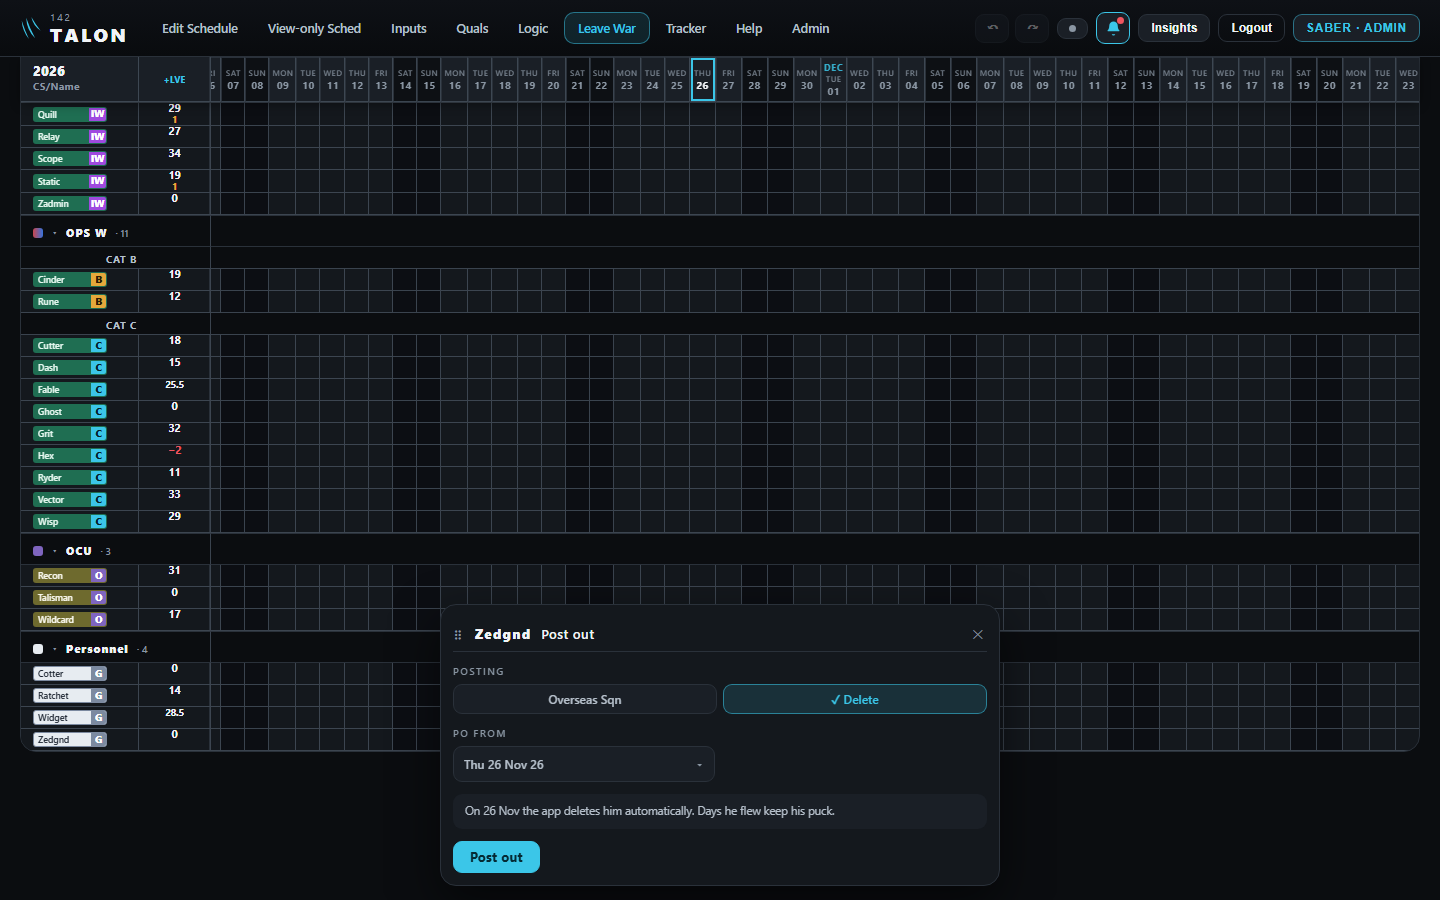 142
TALON
Edit Schedule
View-only Sched
Inputs
Quals
Logic
Leave War
Tracker
Help
Admin
Insights
Logout
SABER · ADMIN
2026
CS/Name
+LVE
SAT 07
SUN 08
MON 09
TUE 10
WED 11
THU 12
FRI 13
SAT 14
SUN 15
MON 16
TUE 17
WED 18
THU 19
FRI 20
SAT 21
SUN 22
MON 23
TUE 24
WED 25
THU 26
FRI 27
SAT 28
SUN 29
MON 30
DEC TUE 01
WED 02
THU 03
FRI 04
SAT 05
SUN 06
MON 07
TUE 08
WED 09
THU 10
FRI 11
SAT 12
SUN 13
MON 14
TUE 15
WED 16
THU 17
FRI 18
SAT 19
SUN 20
MON 21
TUE 22
WED 23
Quill IW 29
1
Relay IW 27
Scope IW 34
Static IW 19
1
Zadmin IW 0
OPS W · 11
CAT B
Cinder B 19
Rune B 12
CAT C
Cutter C 18
Dash C 15
Fable C 25.5
Ghost C 0
Grit C 32
Hex C −2
Ryder C 11
Vector C 33
Wisp C 29
OCU · 3
Recon O 31
Talisman O 0
Wildcard O 17
Personnel · 4
Cotter G 0
Ratchet G 14
Widget G 28.5
Zedgnd G 0
Zedgnd Post out
POSTING
Overseas Sqn
✓ Delete
PO FROM
Thu 26 Nov 26
On 26 Nov the app deletes him automatically. Days he flew keep his puck.
Post out